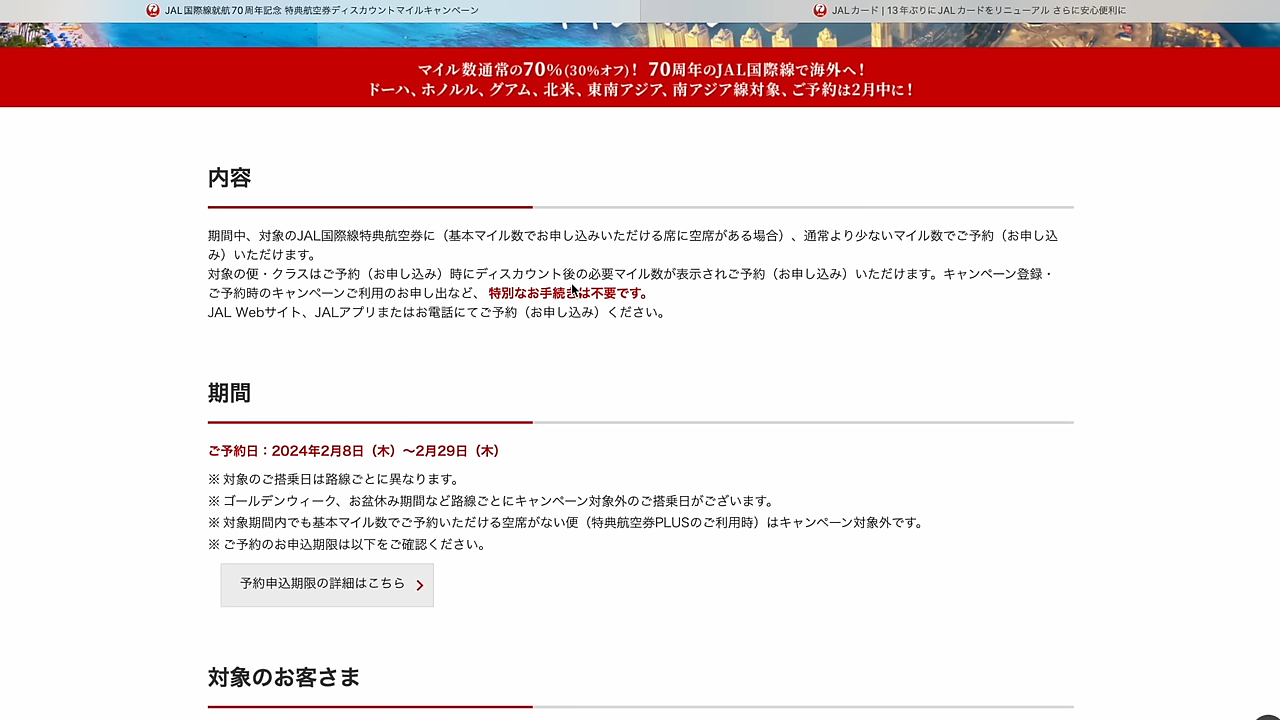 JAL国際線就航70周年記念 特典航空券ディスカウントマイルキャンペーン
JALカード | 13年ぶりにJALカードをリニューアル さらに安心便利に
マイル数通常の70%(30%オフ)! 70周年のJAL国際線で海外へ!
ドーハ、ホノルル、グアム、北米、東南アジア、南アジア線対象、ご予約は2月中に!
内容
期間中、対象のJAL国際線特典航空券に（基本マイル数でお申し込みいただける席に空席がある場合）、通常より少ないマイル数でご予約（お申し込
み）いただけます。
対象の便・クラスはご予約（お申し込み）時にディスカウント後の必要マイル数が表示されご予約（お申し込み）いただけます。キャンペーン登録・
ご予約時のキャンペーンご利用のお申し出など、 特別なお手続きは不要です。
JAL Webサイト、JALアプリまたはお電話にてご予約（お申し込み）ください。
期間
ご予約日：2024年2月8日（木）〜2月29日（木）
※ 対象のご搭乗日は路線ごとに異なります。
※ ゴールデンウィーク、お盆休み期間など路線ごとにキャンペーン対象外のご搭乗日がございます。
※ 対象期間内でも基本マイル数でご予約いただける空席がない便（特典航空券PLUSのご利用時）はキャンペーン対象外です。
※ ご予約のお申込期限は以下をご確認ください。
予約申込期限の詳細はこちら
対象のお客さま